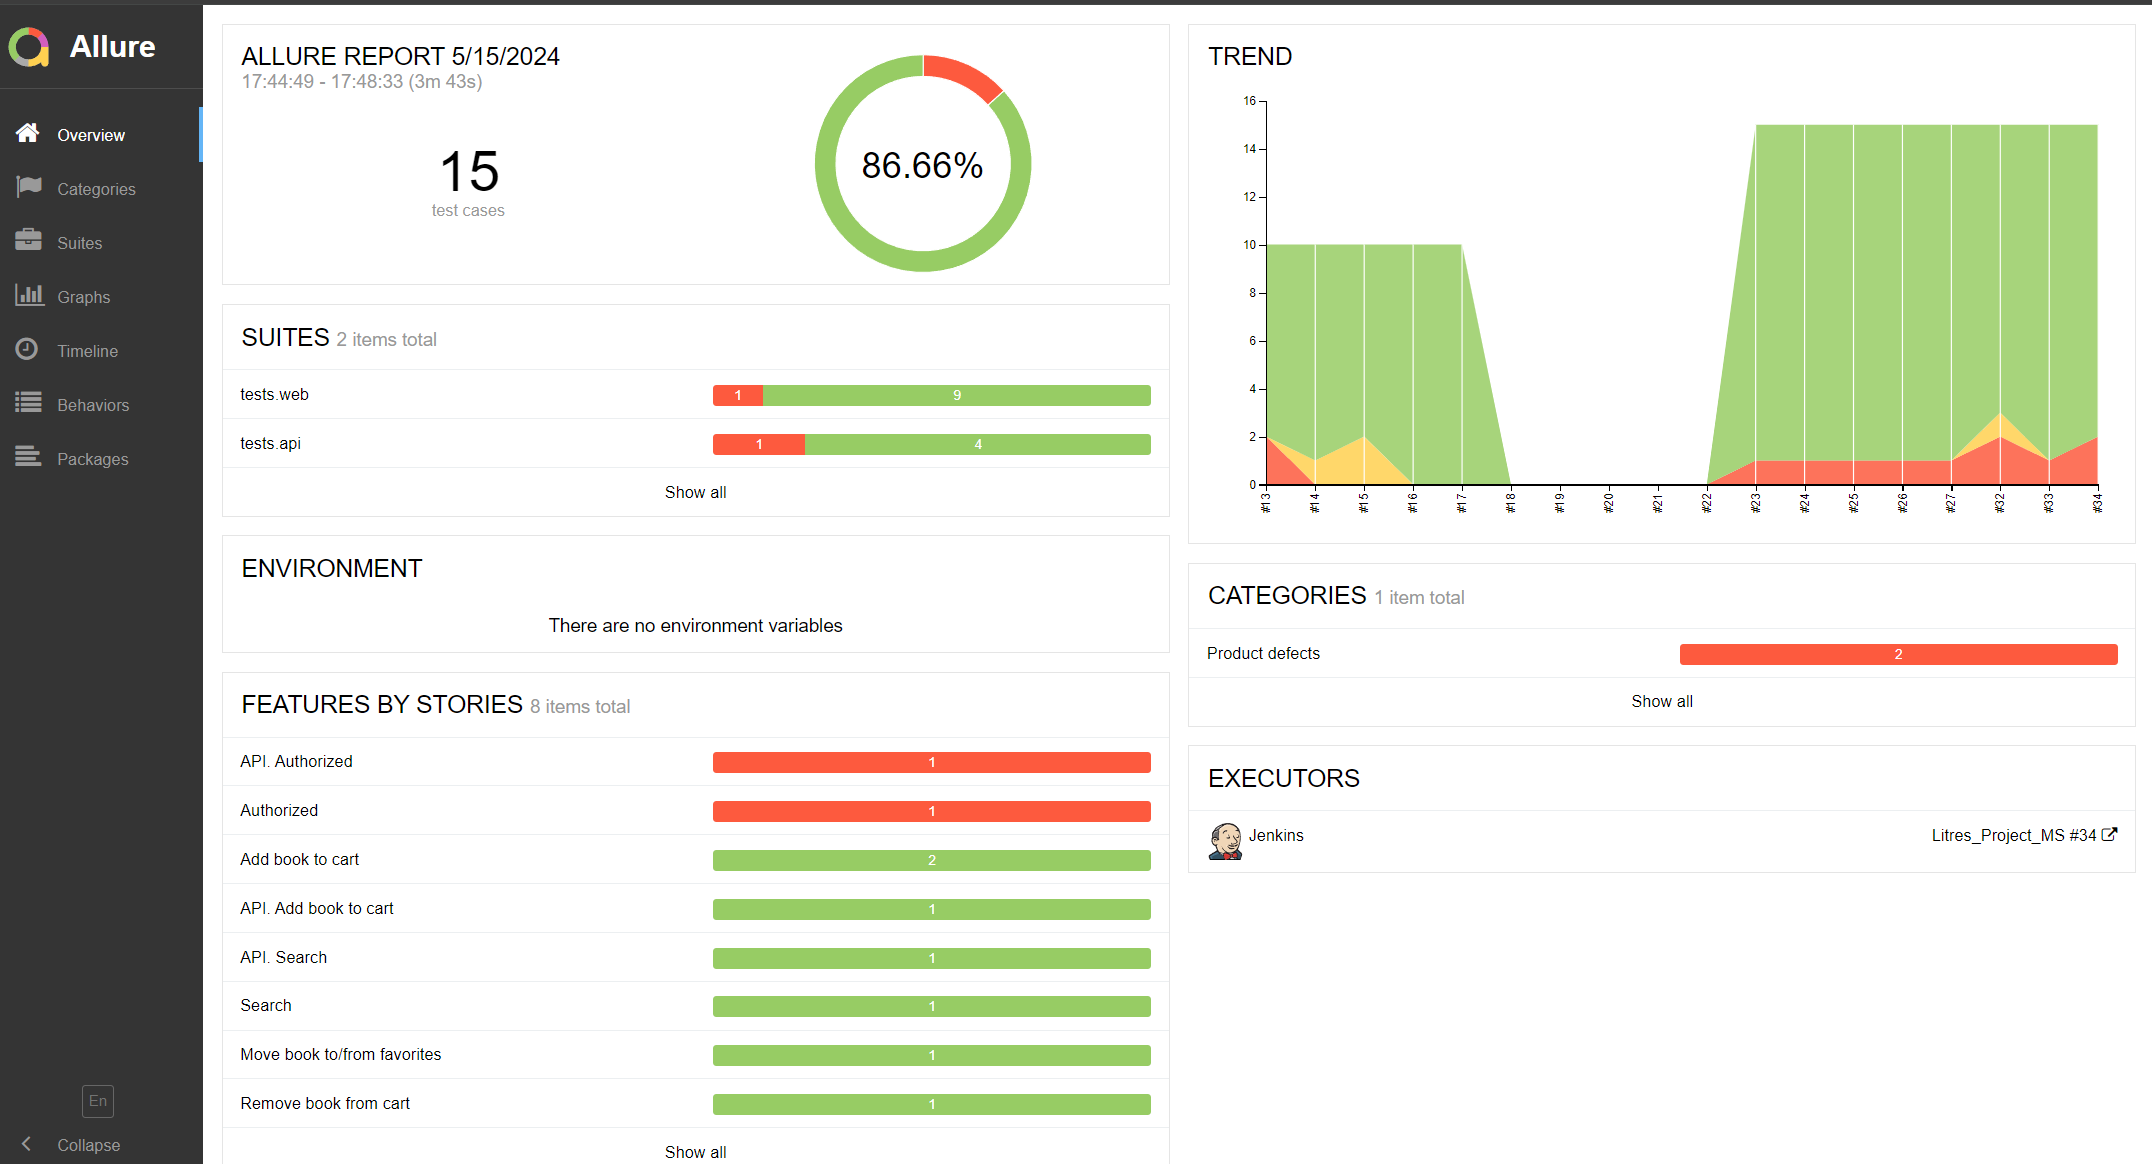 Allure
Overview
Categories
Suites
Graphs
Timeline
Behaviors
Packages
En
Collapse
ALLURE REPORT 5/15/2024
17:44:49 - 17:48:33 (3m 43s)
15
test cases
86.66%
SUITES 2 items total
tests.web 1 9
tests.api 1 4
Show all
ENVIRONMENT
There are no environment variables
FEATURES BY STORIES 8 items total
API. Authorized 1
Authorized 1
Add book to cart 2
API. Add book to cart 1
API. Search 1
Search 1
Move book to/from favorites 1
Remove book from cart 1
Show all
TREND
16
14
12
10
8
6
4
2
0
#13 #14 #15 #16 #17 #18 #19 #20 #21 #22 #23 #24 #25 #26 #27 #32 #33 #34
CATEGORIES 1 item total
Product defects 2
Show all
EXECUTORS
Jenkins Litres_Project_MS #34